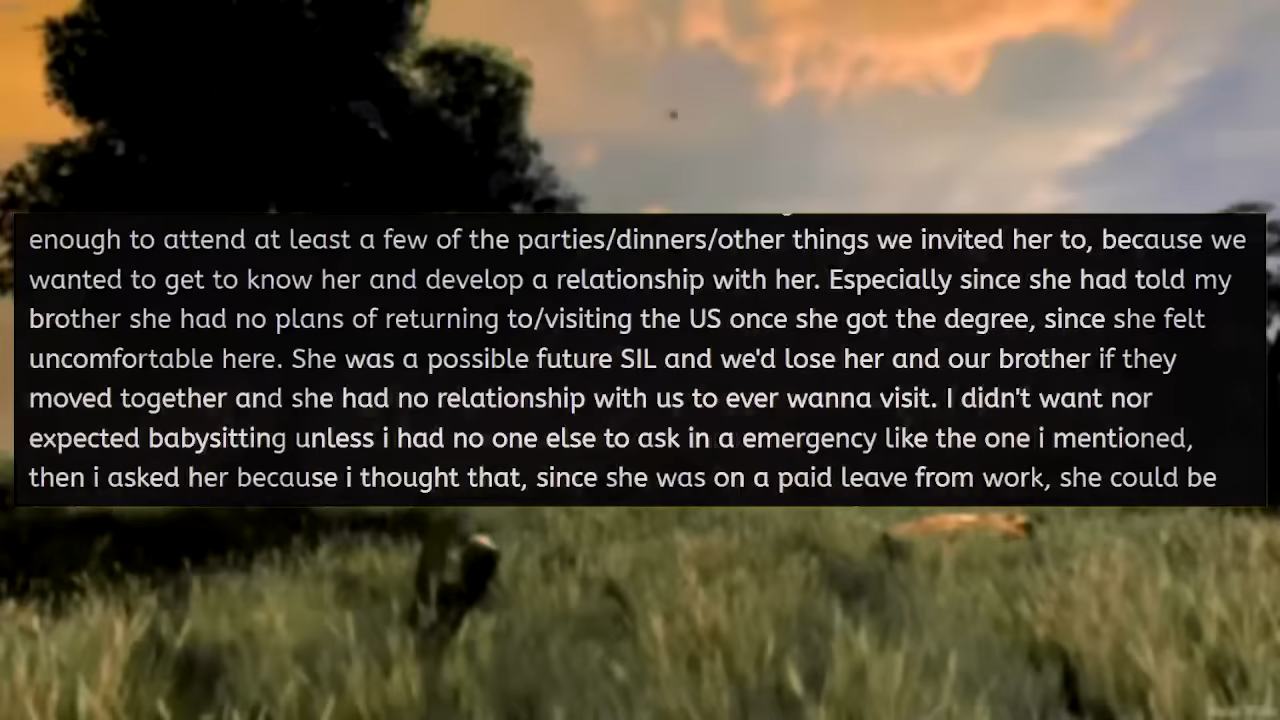 enough to attend at least a few of the parties/dinners/other things we invited her to, because we
wanted to get to know her and develop a relationship with her. Especially since she had told my
brother she had no plans of returning to/visiting the US once she got the degree, since she felt
uncomfortable here. She was a possible future SIL and we'd lose her and our brother if they
moved together and she had no relationship with us to ever wanna visit. I didn't want nor
expected babysitting unless i had no one else to ask in a emergency like the one i mentioned,
then i asked her because i thought that, since she was on a paid leave from work, she could be